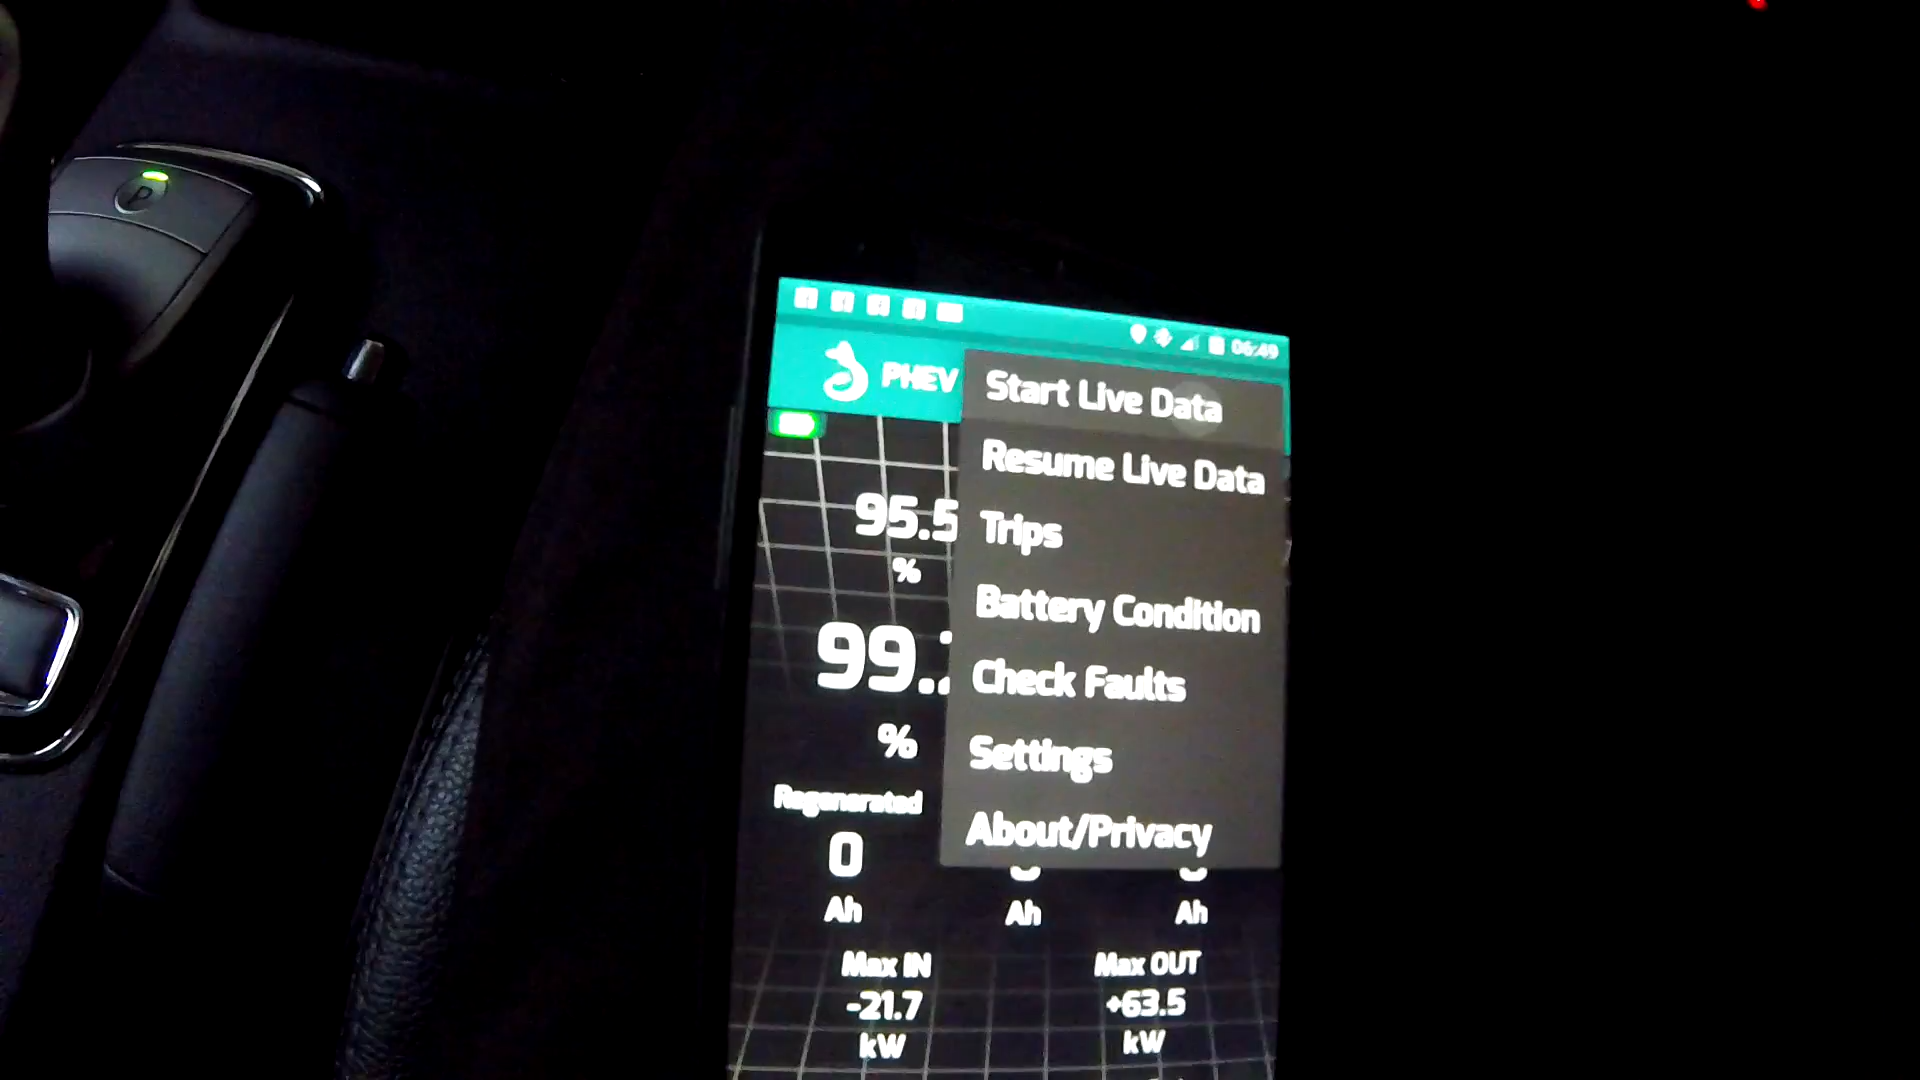 P
06:49
PHEV
Start Live Data
Resume Live Data
Trips
Battery Condition
Check Faults
Settings
About/Privacy
95.5
%
99.
%
Regenerated
0
Ah
Ah
Ah
Max IN
Max OUT
-21.7
+63.5
kW
kW